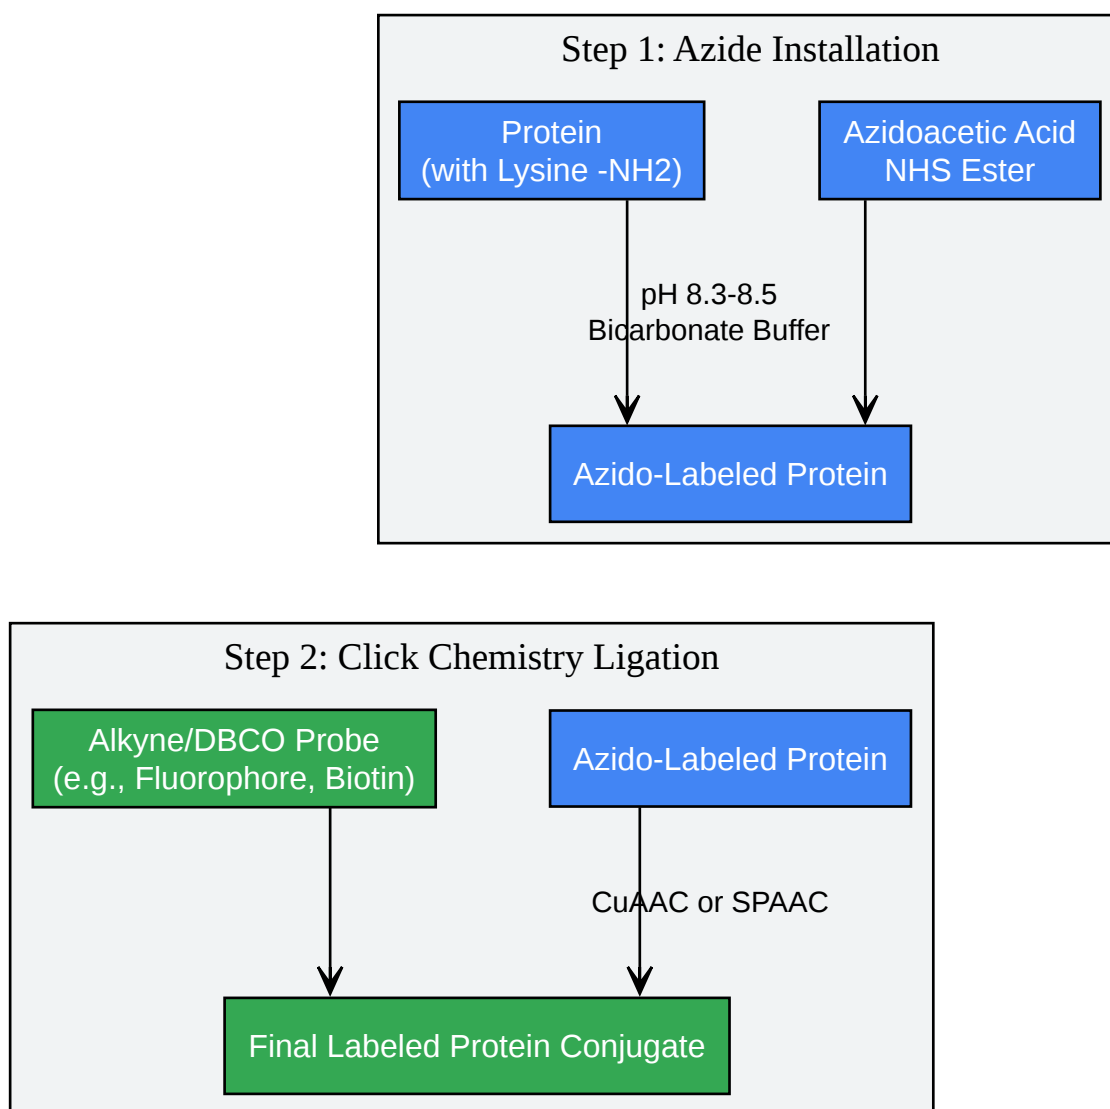 Step 1: Azide Installation
Protein
(with Lysine -NH2)
Azidoacetic Acid
NHS Ester
pH 8.3-8.5
Bicarbonate Buffer
Azido-Labeled Protein
Step 2: Click Chemistry Ligation
Alkyne/DBCO Probe
(e.g., Fluorophore, Biotin)
Azido-Labeled Protein
CuAAC or SPAAC
Final Labeled Protein Conjugate